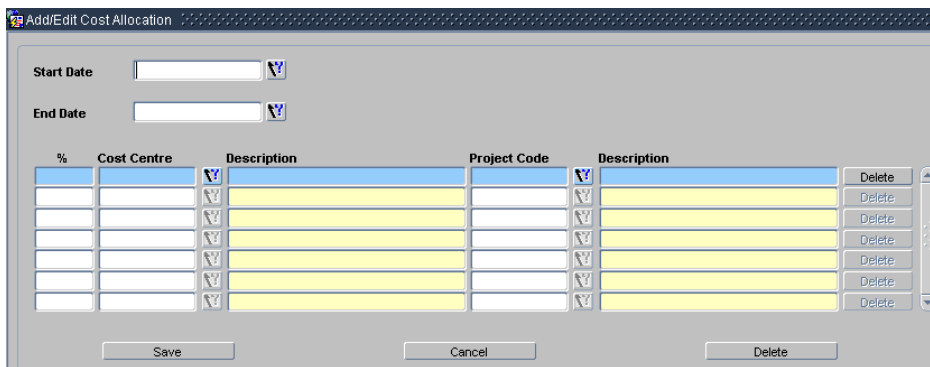 Add/Edit Cost Allocation
Start Date
End Date
% Cost Centre Description Project Code Description
Delete
Delete
Delete
Delete
Delete
Delete
Delete
Save Cancel Delete